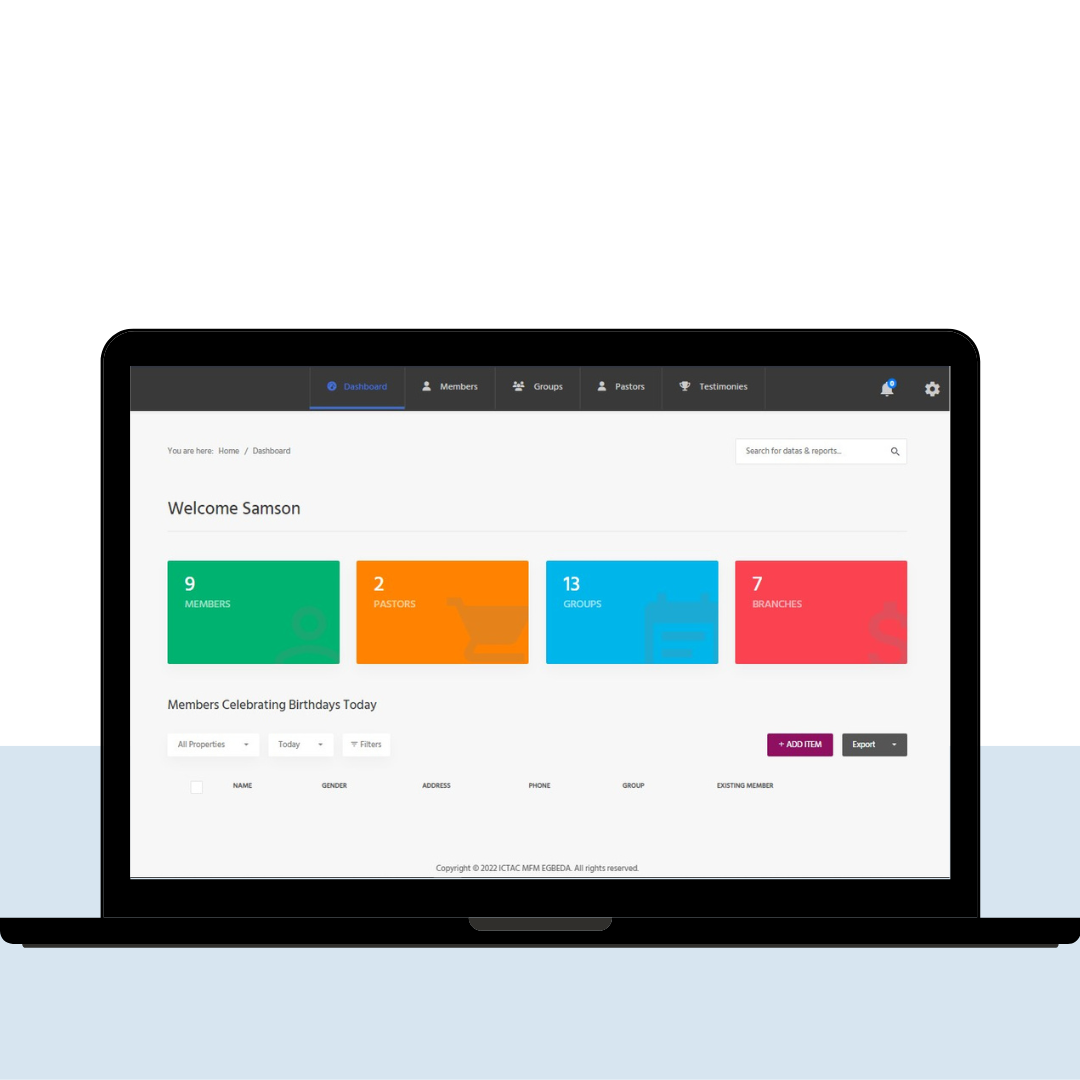 Dashboard Members Groups Pastors Testimonies 0
You are here: Home / Dashboard Search for datas & reports...
Welcome Samson
9 2 13 7
MEMBERS PASTORS GROUPS BRANCHES
Members Celebrating Birthdays Today
All Properties Today Filters + ADD ITEM Export
NAME GENDER ADDRESS PHONE GROUP EXISTING MEMBER
Copyright © 2022 ICTAC MFM EGBEDA. All rights reserved.